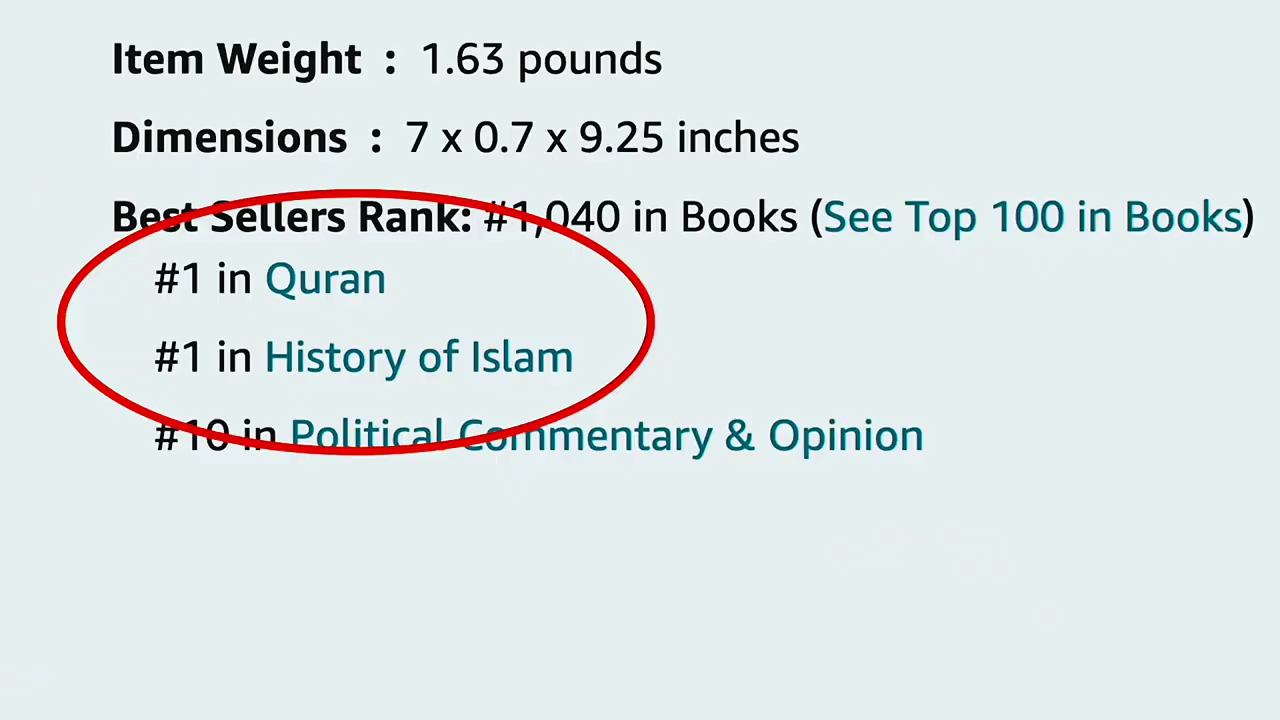 Item Weight : 1.63 pounds
Dimensions : 7 x 0.7 x 9.25 inches
Best Sellers Rank: #1,040 in Books (See Top 100 in Books)
#1 in Quran
#1 in History of Islam
#10 in Political Commentary & Opinion